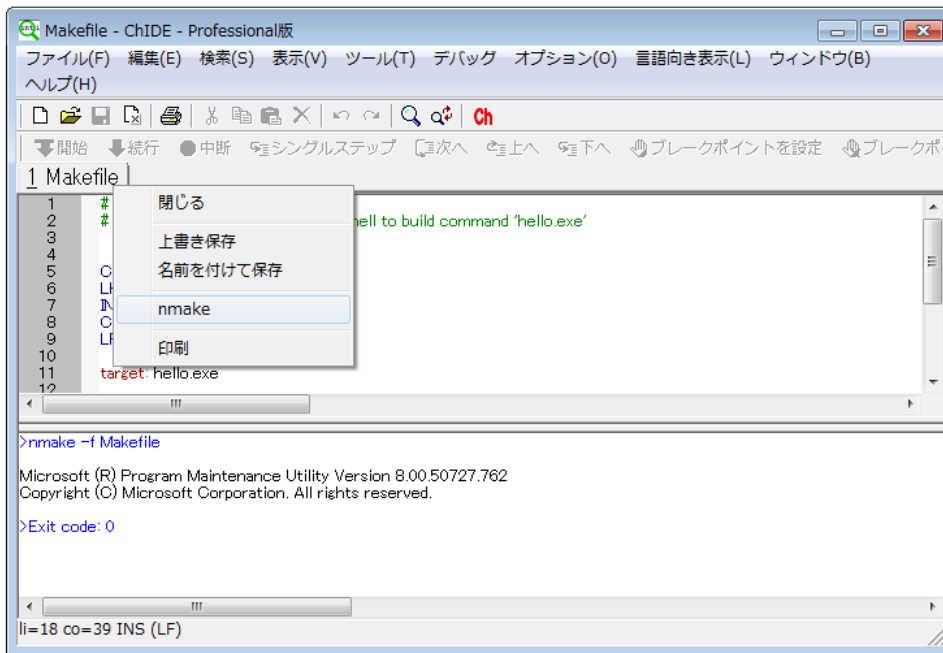 Makefile - ChIDE - Professional版
ファイル(F) 編集(E) 検索(S) 表示(V) ツール(T) デバッグ オプション(O) 言語向き表示(L) ウィンドウ(B)
ヘルプ(H)
Ch
開始 続行 中断 シングルステップ 次へ 上へ 下へ ブレークポイントを設定 ブレークポ
1 Makefile
閉じる
上書き保存
名前を付けて保存
nmake
印刷
1 #
2 # hell to build command 'hello.exe'
3
4
5 C
6 L
7 IN
8 C
9 LF
10
11 target: hello.exe
12
>nmake -f Makefile
Microsoft (R) Program Maintenance Utility Version 8.00.50727.762
Copyright (C) Microsoft Corporation. All rights reserved.
>Exit code: 0
li=18 co=39 INS (LF)